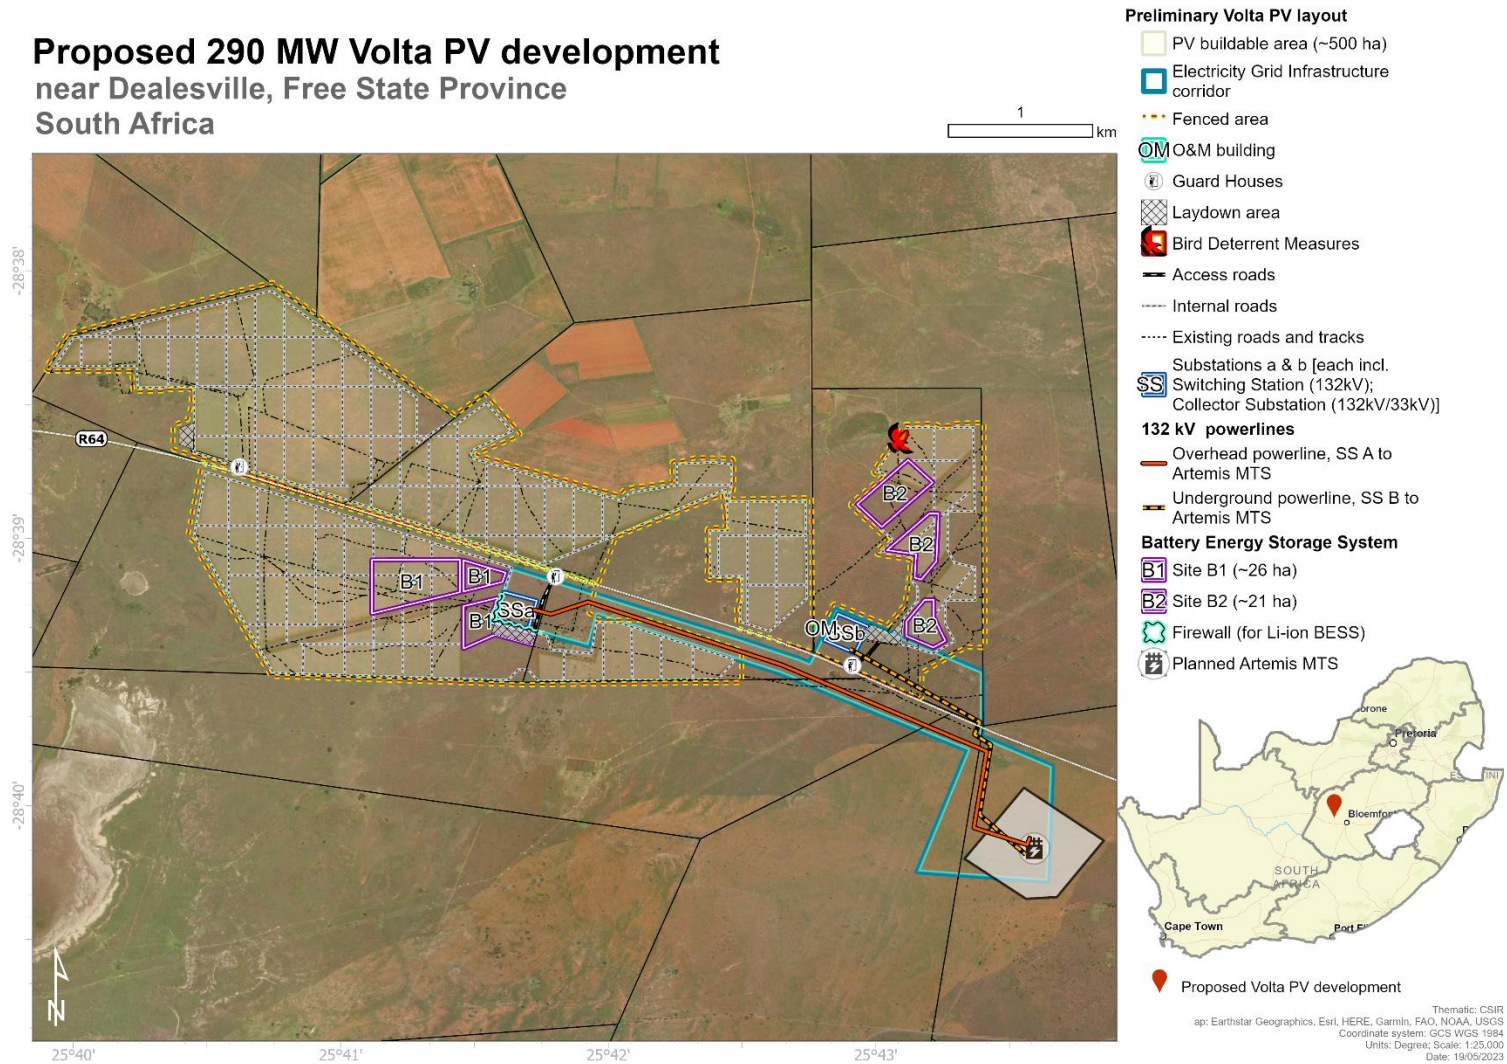 Proposed 290 MW Volta PV development
near Dealesville, Free State Province
South Africa
1
km
Preliminary Volta PV layout
PV buildable area (~500 ha)
Electricity Grid Infrastructure
corridor
Fenced area
OM O&M building
Guard Houses
Laydown area
Bird Deterrent Measures
Access roads
Internal roads
Existing roads and tracks
Substations a & b [each incl.
SS Switching Station (132kV);
Collector Substation (132kV/33kV)]
132 kV powerlines
Overhead powerline, SS A to
Artemis MTS
Underground powerline, SS B to
Artemis MTS
Battery Energy Storage System
B1 Site B1 (~26 ha)
B2 Site B2 (~21 ha)
Firewall (for Li-ion BESS)
Planned Artemis MTS
-28°38'
-28°39'
-28°40'
R64
B1
B1
B1
SSa
B2
B2
B2
OM
SSb
N
25°40'
25°41'
25°42'
25°43'
orone
Pretoria
Bloemfor
SOUTH
AFRICA
Cape Town
Port El
INI
Proposed Volta PV development
Thematic: CSIR
ap: Earthstar Geographics, Esri, HERE, Garmin, FAO, NOAA, USGS
Coordinate system: GCS WGS 1984
Units: Degree; Scale: 1:25,000
Date: 19/05/2023